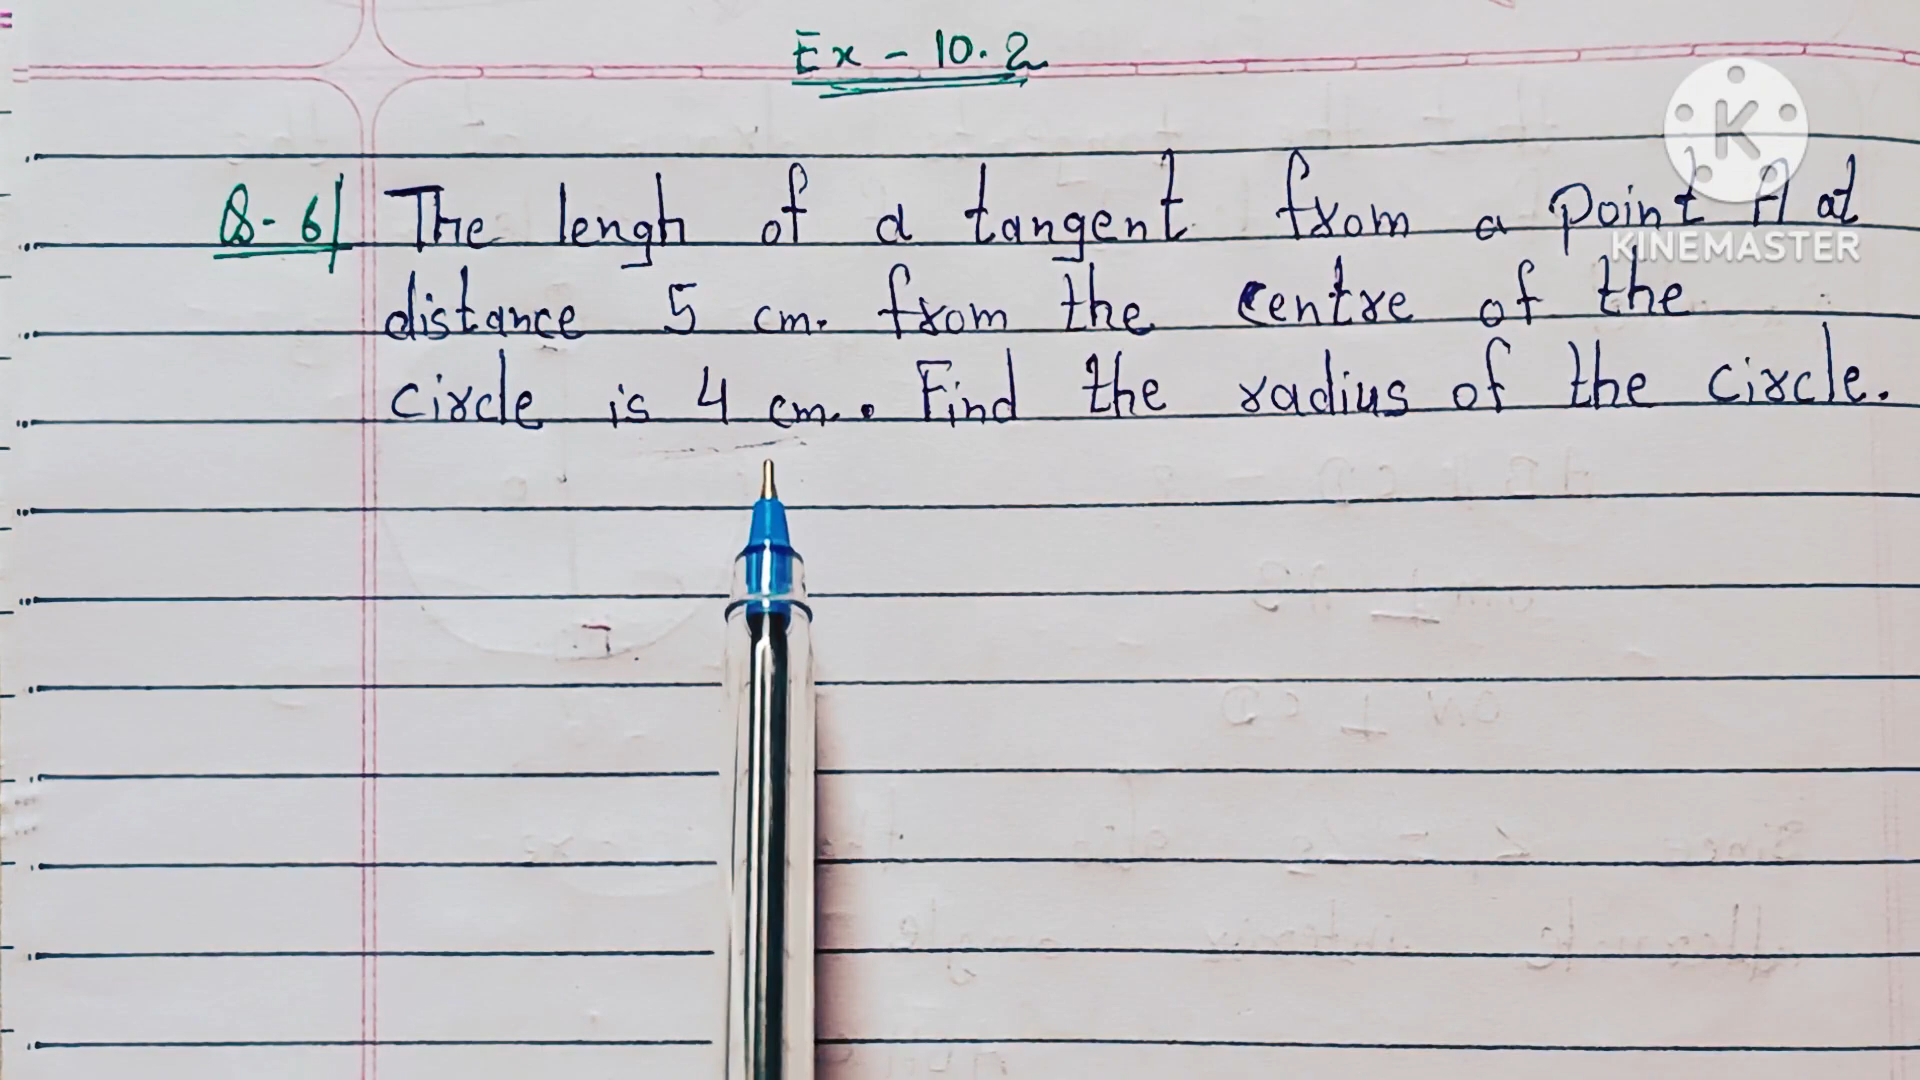 Ex - 10.2
K
KINEMASTER
Q-6| The lengh of a tangent from a point A at
distance 5 cm. from the centre of the
circle is 4 cm. Find the radius of the circle.